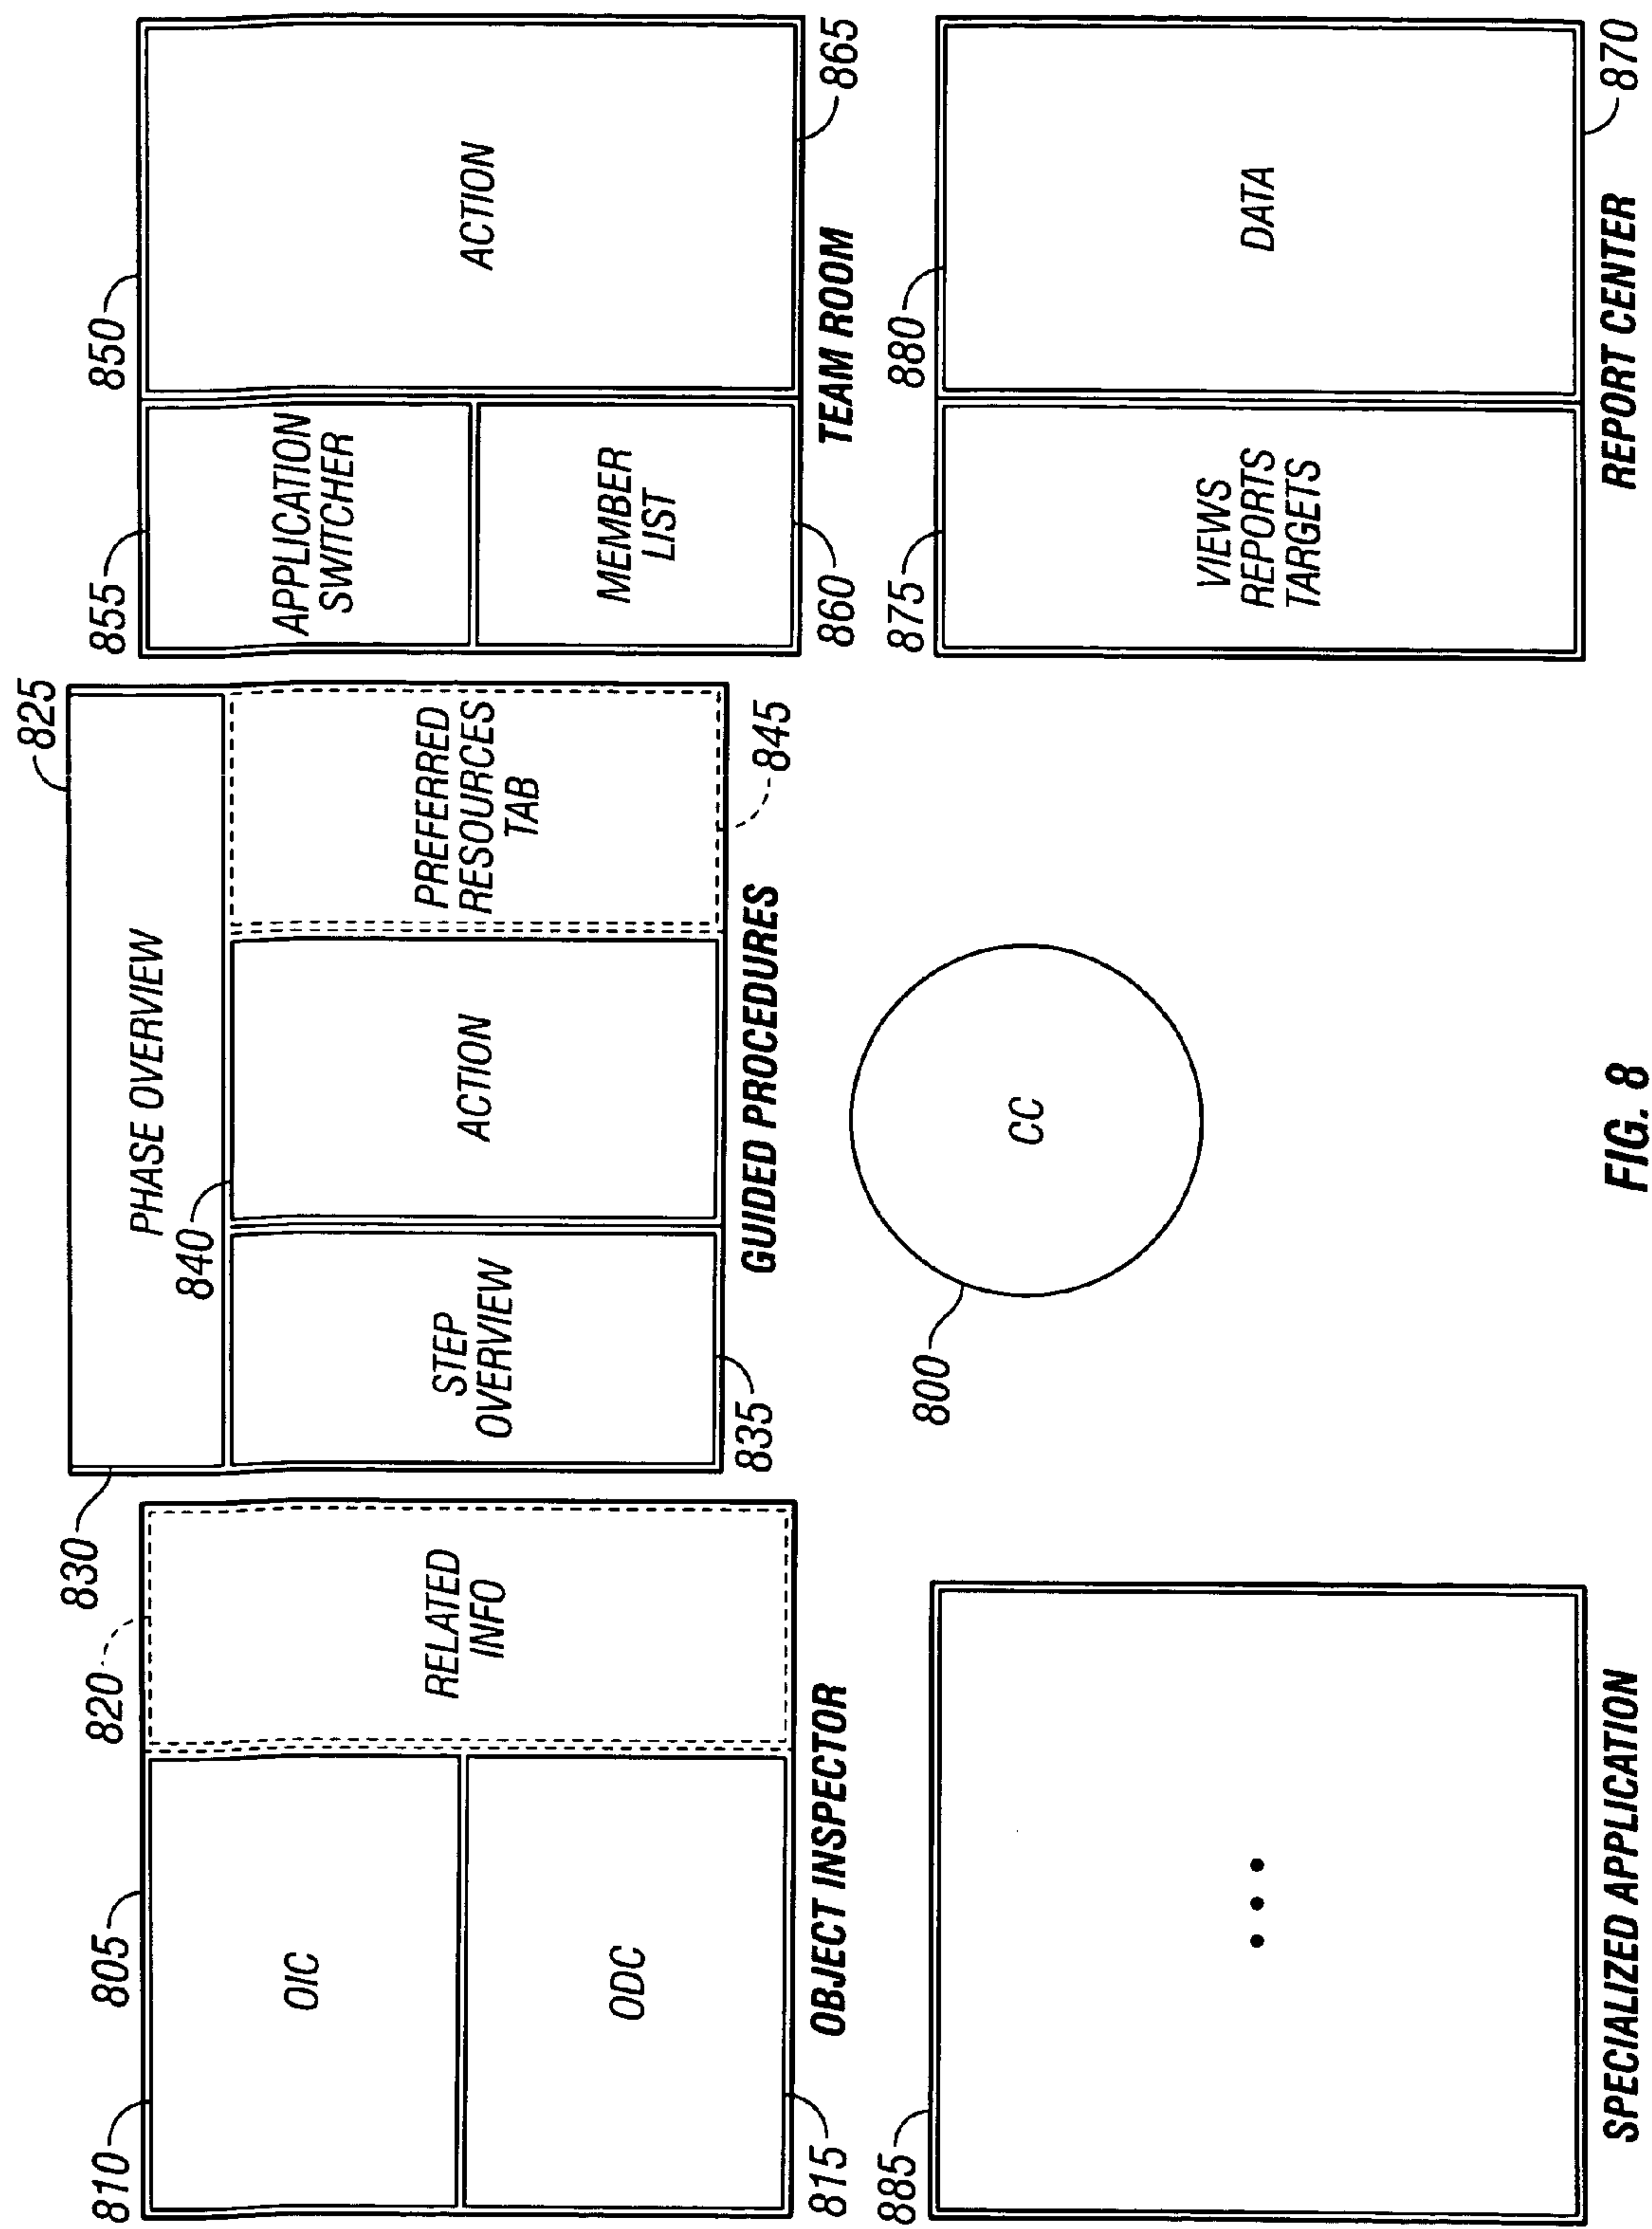 825
850
865
855
860
830
PHASE OVERVIEW
840
STEP
OVERVIEW
835
ACTION
PREFERRED
RESOURCES
TAB
845
GUIDED PROCEDURES
820
805
810
OIC
ODC
815
RELATED
INFO
OBJECT INSPECTOR
APPLICATION
SWITCHER
MEMBER
LIST
ACTION
TEAM ROOM
885
• • •
SPECIALIZED APPLICATION
800
CC
875
VIEWS
REPORTS
TARGETS
880
DATA
870
REPORT CENTER
FIG. 8